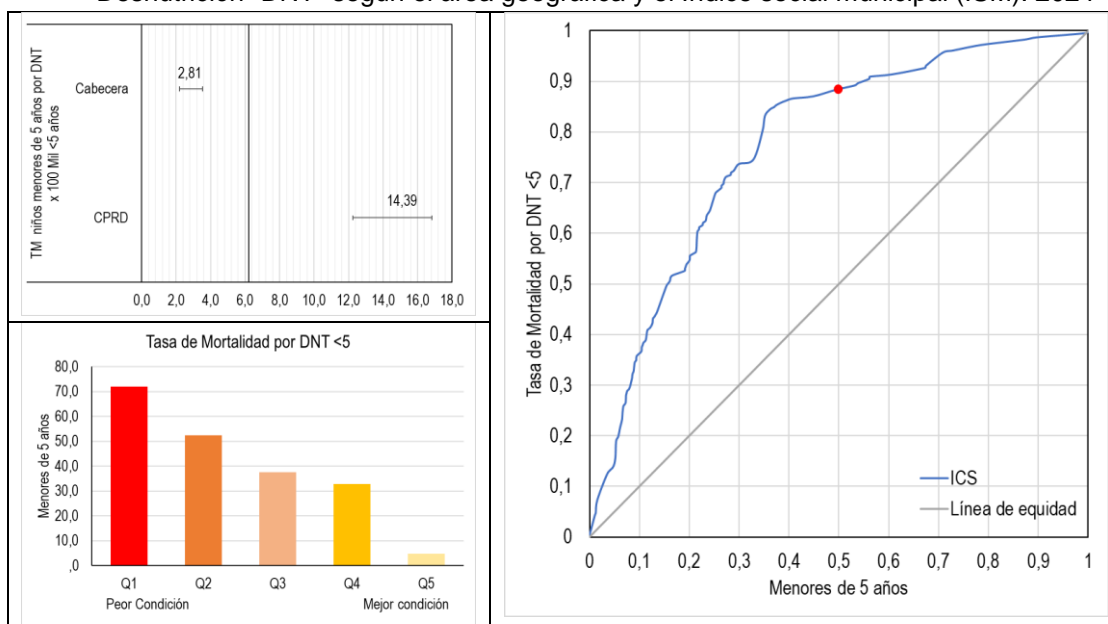 Desnutrición "DNT" según el área geográfica y el índice social municipal (ISM). 2024
TM niños menores de 5 años por DNT
x 100 Mil <5 años
Cabecera
2,81
CPRD
14,39
0,0 2,0 4,0 6,0 8,0 10,0 12,0 14,0 16,0 18,0
Tasa de Mortalidad por DNT <5
Menores de 5 años
80,0
70,0
60,0
50,0
40,0
30,0
20,0
10,0
,0
Q1 Q2 Q3 Q4 Q5
Peor Condición Mejor condición
Tasa de Mortalidad por DNT <5
1
0,9
0,8
0,7
0,6
0,5
0,4
0,3
0,2
0,1
0
ICS
Línea de equidad
0 0,1 0,2 0,3 0,4 0,5 0,6 0,7 0,8 0,9 1
Menores de 5 años